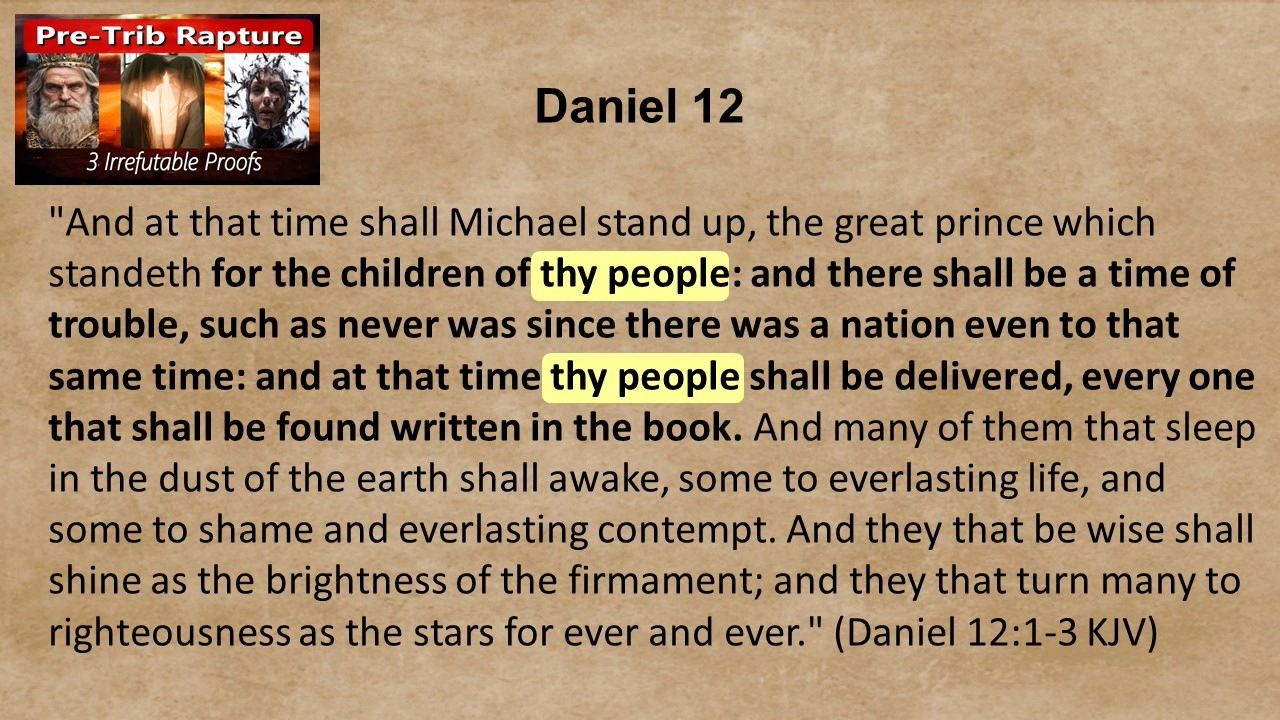 Pre-Trib Rapture
3 Irrefutable Proofs
Daniel 12
"And at that time shall Michael stand up, the great prince which
standeth for the children of thy people: and there shall be a time of
trouble, such as never was since there was a nation even to that
same time: and at that time thy people shall be delivered, every one
that shall be found written in the book. And many of them that sleep
in the dust of the earth shall awake, some to everlasting life, and
some to shame and everlasting contempt. And they that be wise shall
shine as the brightness of the firmament; and they that turn many to
righteousness as the stars for ever and ever." (Daniel 12:1-3 KJV)